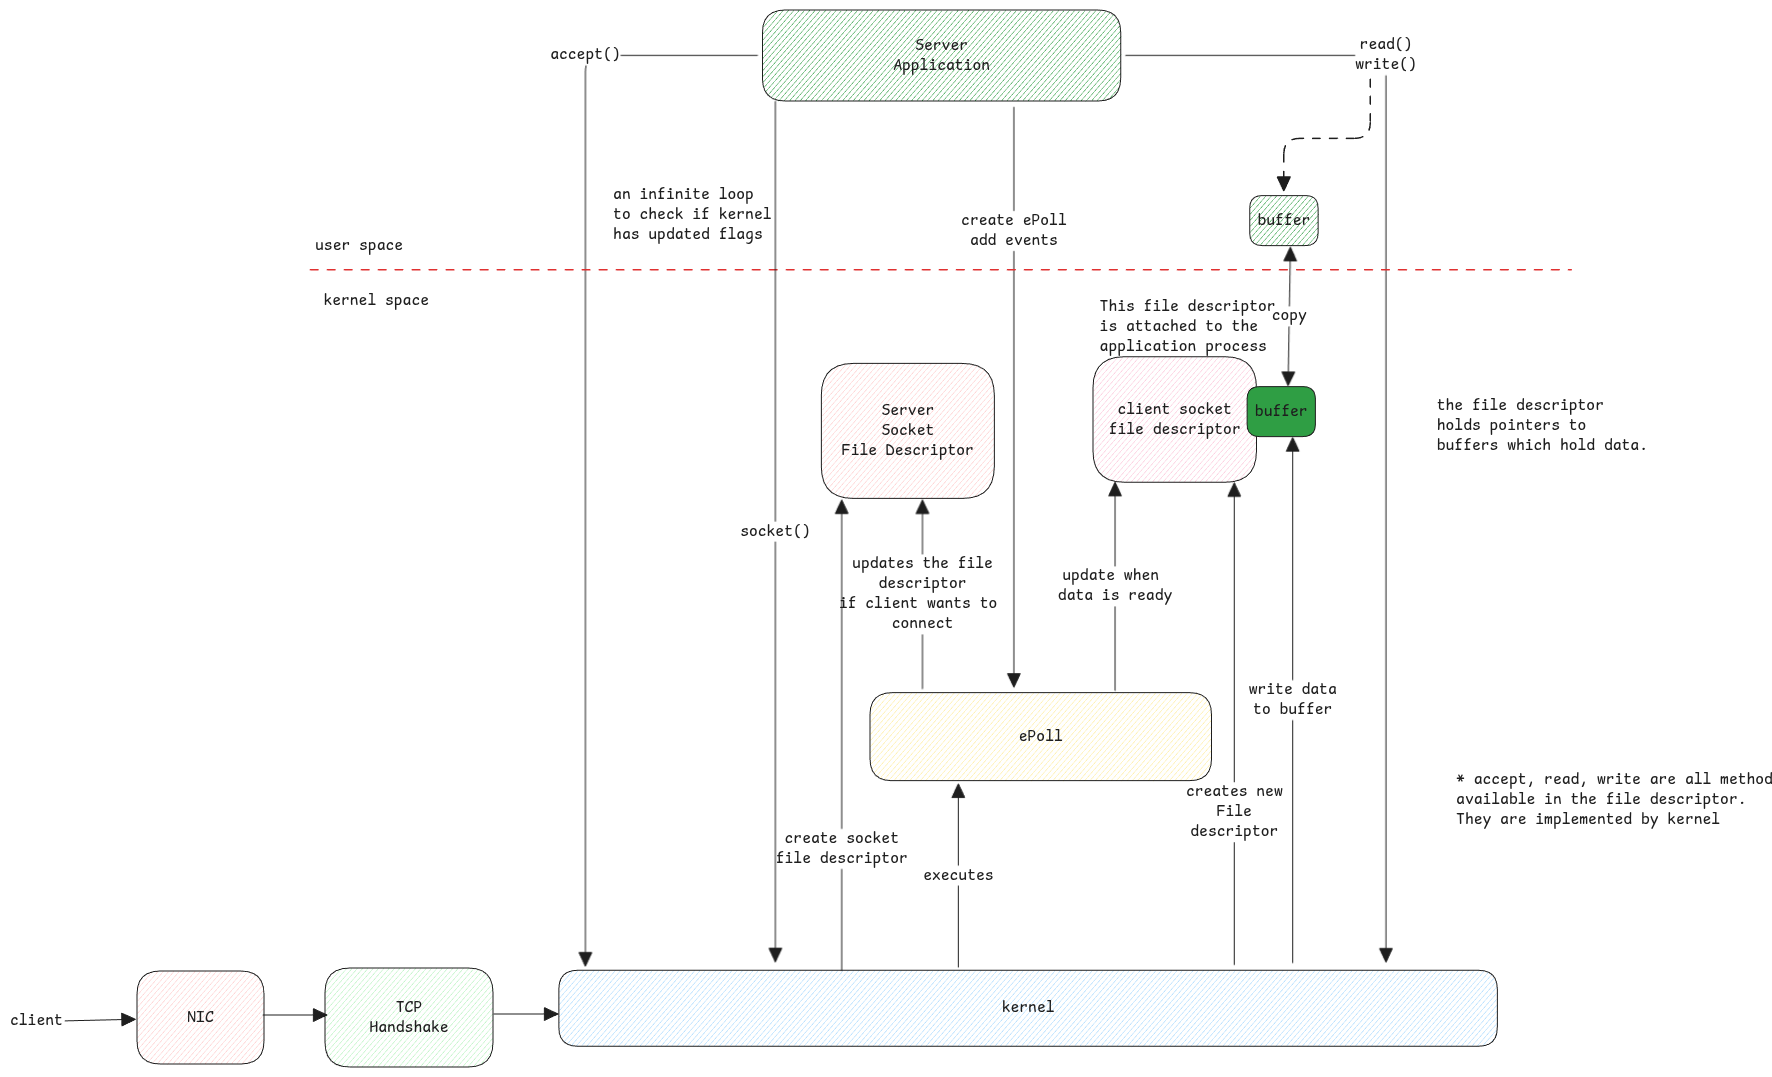 Server
Application
accept()
read()
write()
an infinite loop
to check if kernel
has updated flags
create ePoll
add events
buffer
user space
kernel space
This file descriptor
is attached to the
application process
copy
Server
Socket
File Descriptor
client socket
file descriptor
buffer
the file descriptor
holds pointers to
buffers which hold data.
socket()
updates the file
descriptor
if client wants to
connect
update when
data is ready
write data
to buffer
ePoll
* accept, read, write are all method
available in the file descriptor.
They are implemented by kernel
creates new
File
descriptor
create socket
file descriptor
executes
client
NIC
TCP
Handshake
kernel